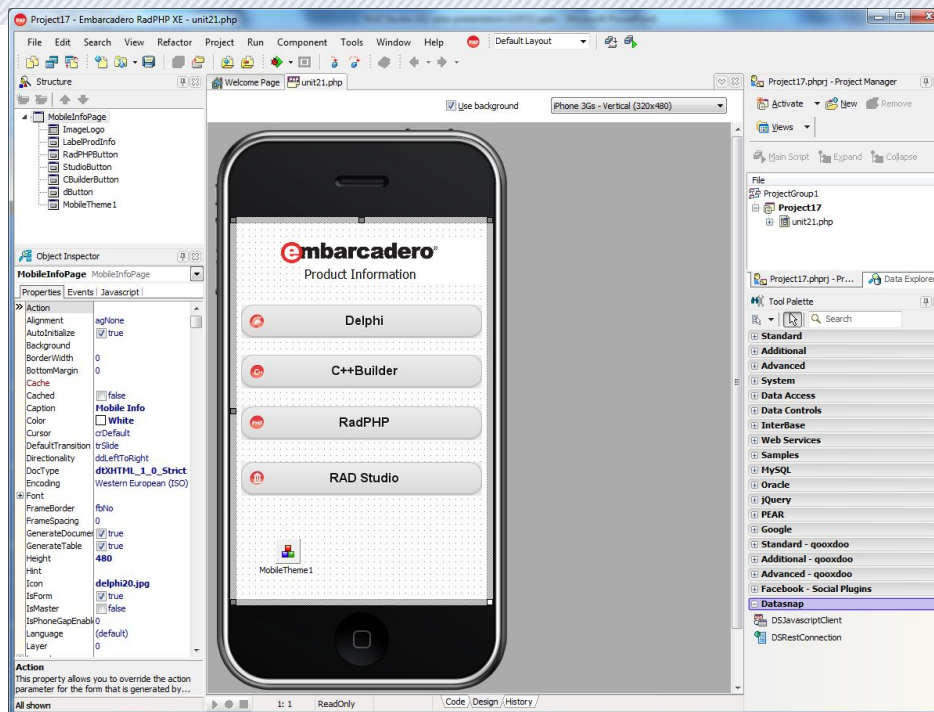 Project17 - Embarcadero RadPHP XE - unit21.php
File Edit Search View Refactor Project Run Component Tools Window Help
Default Layout
Structure
MobileInfoPage
ImageLogo
LabelProdInfo
RadPHPButton
StudioButton
CBuilderButton
dButton
MobileTheme1
Object Inspector
MobileInfoPage MobileInfoPage
Properties Events Javascript
Action
Alignment agNone
AutoInitialize true
Background
BorderWidth 0
BottomMargin 0
Cache
Cached false
Caption Mobile Info
Color White
Cursor crDefault
DefaultTransition trSlide
Directionality ddLeftToRight
DocType dtXHTML_1_0_Strict
Encoding Western European (ISO)
Font
FrameBorder fbNo
FrameSpacing 0
GenerateDocumer true
GenerateTable true
Height 480
Hint
Icon delphi20.jpg
IsForm true
IsMaster false
IsPhoneGapEnabl 0
Language (default)
Layer 0
Action
This property allows you to override the action
parameter for the form that is generated by...
All shown
Welcome Page unit21.php
Use background iPhone 3Gs - Vertical (320x480)
embarcadero®
Product Information
Delphi
C++Builder
PHP RadPHP
RAD Studio
MobileTheme1
1: 1 ReadOnly Code Design History
Project17.phprj - Project Manager
Activate New Remove
Views
Main Script Expand Collapse
File
ProjectGroup1
Project17
unit21.php
Project17.phprj - Pr... Data Explorer
Tool Palette
Search
Standard
Additional
Advanced
System
Data Access
Data Controls
InterBase
Web Services
Samples
MySQL
Oracle
jQuery
PEAR
Google
Standard - qooxdoo
Additional - qooxdoo
Advanced - qooxdoo
Facebook - Social Plugins
Datasnap
DSJavascriptClient
DSRestConnection